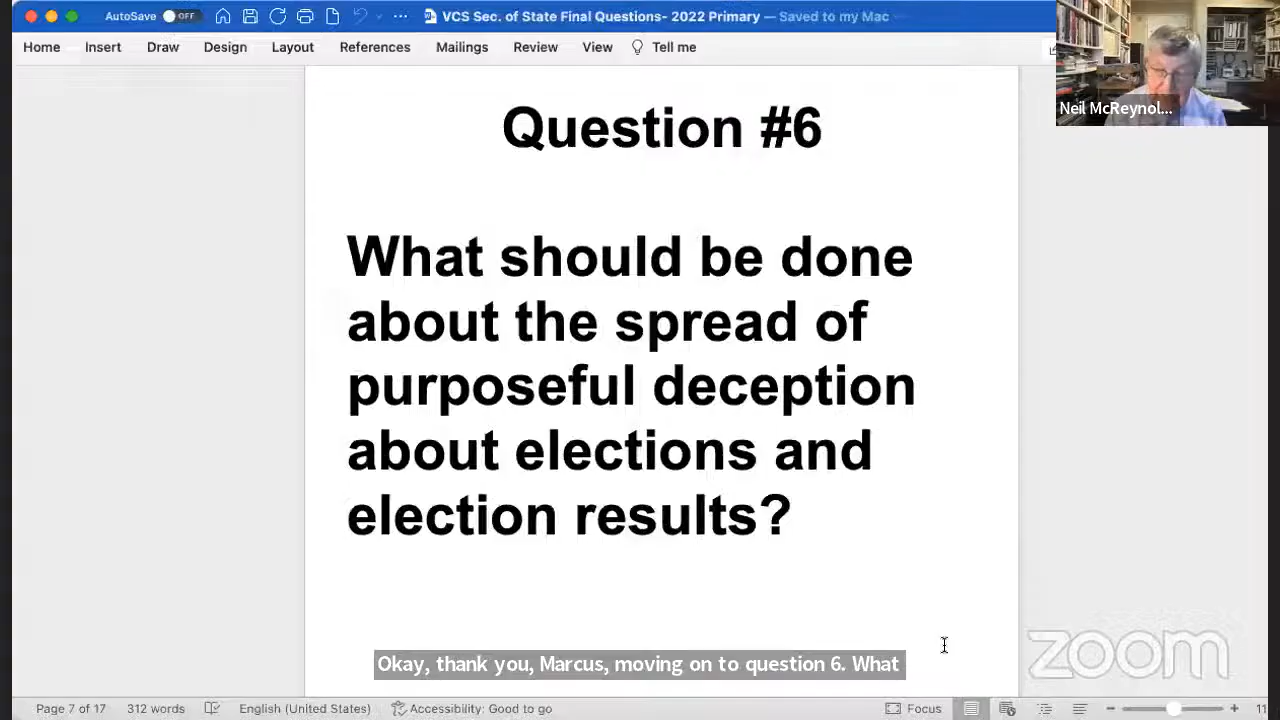 AutoSave OFF ... VCS Sec. of State Final Questions- 2022 Primary — Saved to my Mac
Home Insert Draw Design Layout References Mailings Review View Tell me
Neil McReynol...
Question #6
What should be done
about the spread of
purposeful deception
about elections and
election results?
zoom
Okay, thank you, Marcus, moving on to question 6. What
Page 7 of 17 312 words English (United States) Accessibility: Good to go Focus